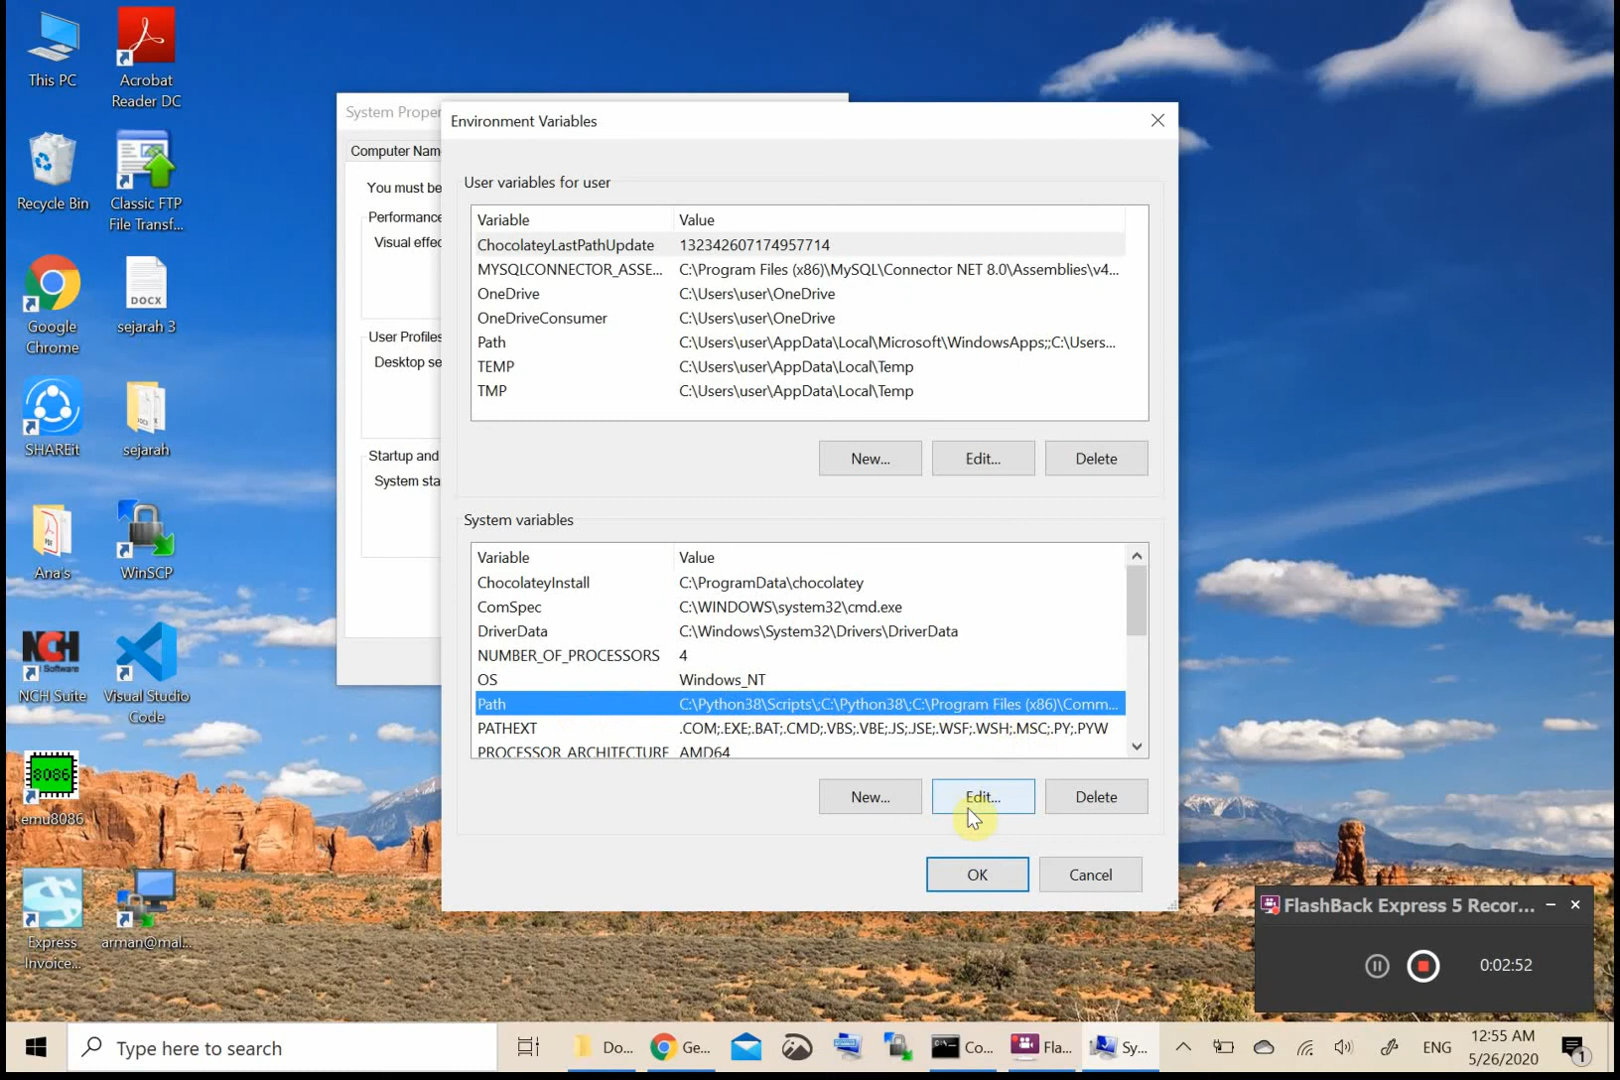 This PC
Acrobat
Reader DC
Recycle Bin
Classic FTP
File Transf...
Google
Chrome
DOCX
sejarah 3
SHAREit
DOCX
sejarah
PDF
Ana's
WinSCP
NCH
Software
NCH Suite
Visual Studio
Code
8086
emu8086
Express
Invoice...
arman@mal...
System Proper
Computer Nam
You must be
Performance
Visual effec
User Profiles
Desktop se
Startup and
System sta
Environment Variables
User variables for user
Variable Value
ChocolateyLastPathUpdate 132342607174957714
MYSQLCONNECTOR_ASSE... C:\Program Files (x86)\MySQL\Connector NET 8.0\Assemblies\v4...
OneDrive C:\Users\user\OneDrive
OneDriveConsumer C:\Users\user\OneDrive
Path C:\Users\user\AppData\Local\Microsoft\WindowsApps;;C:\Users...
TEMP C:\Users\user\AppData\Local\Temp
TMP C:\Users\user\AppData\Local\Temp
New... Edit... Delete
System variables
Variable Value
ChocolateyInstall C:\ProgramData\chocolatey
ComSpec C:\WINDOWS\system32\cmd.exe
DriverData C:\Windows\System32\Drivers\DriverData
NUMBER_OF_PROCESSORS 4
OS Windows_NT
Path C:\Python38\Scripts\;C:\Python38\;C:\Program Files (x86)\Comm...
PATHEXT .COM;.EXE;.BAT;.CMD;.VBS;.VBE;.JS;.JSE;.WSF;.WSH;.MSC;.PY;.PYW
PROCESSOR_ARCHITECTURE AMD64
New... Edit... Delete
OK Cancel
FlashBack Express 5 Recor...
0:02:52
Type here to search
Do... Ge... Co... Fla... Sy...
ENG
12:55 AM
5/26/2020
1